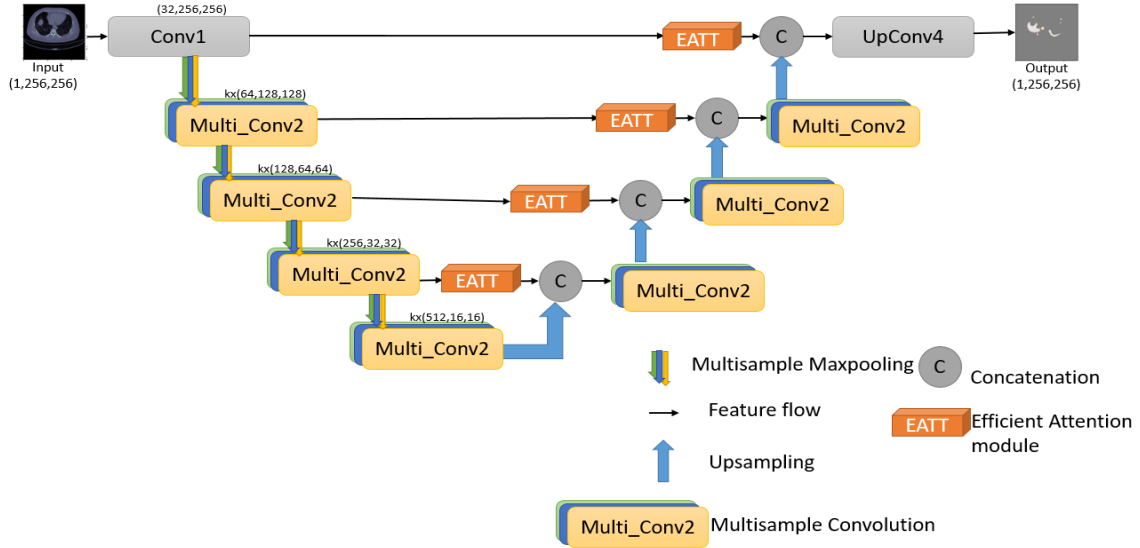 (32,256,256)
Conv1
EATT
C
UpConv4
Input
(1,256,256)
Output
(1,256,256)
kx(64,128,128)
Multi_Conv2
EATT
C
Multi_Conv2
kx(128,64,64)
Multi_Conv2
EATT
C
Multi_Conv2
kx(256,32,32)
Multi_Conv2
EATT
C
Multi_Conv2
kx(512,16,16)
Multi_Conv2
Multisample Maxpooling
C
Concatenation
Feature flow
EATT
Efficient Attention
module
Upsampling
Multi_Conv2
Multisample Convolution